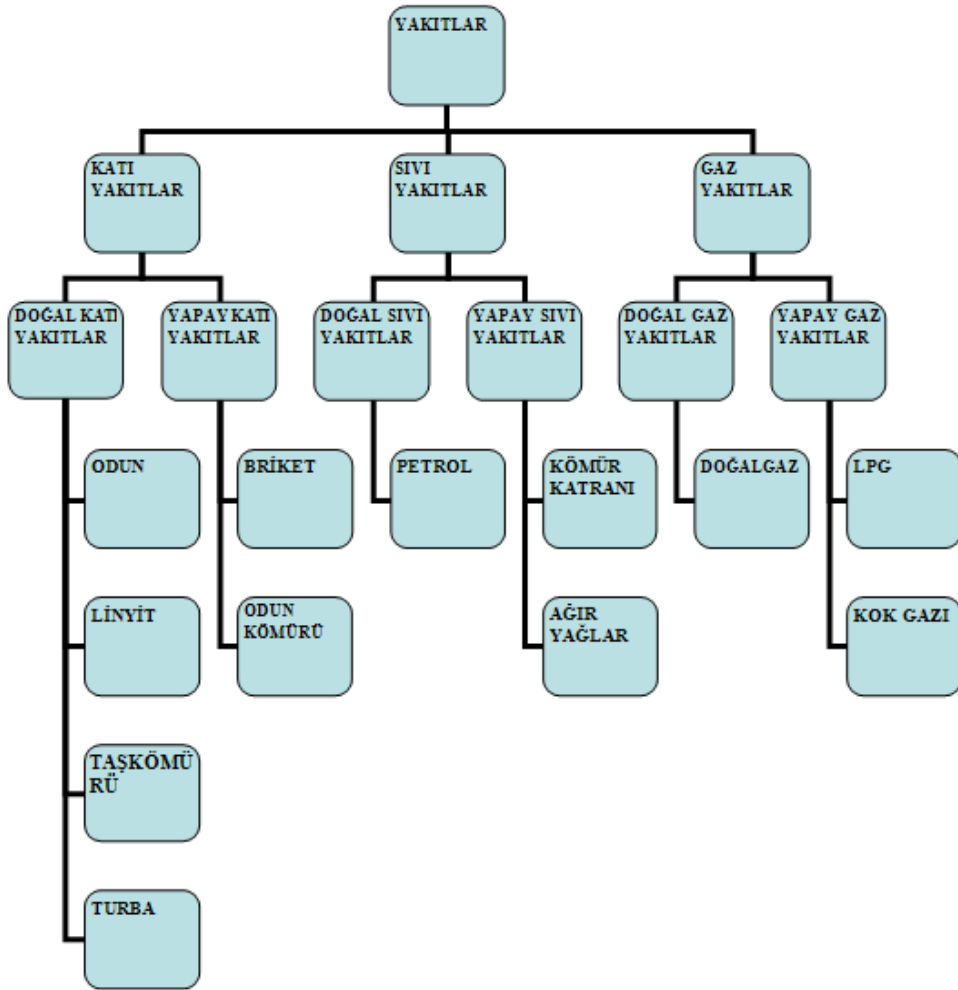 YAKITLAR
KATI
YAKITLAR
SIVI
YAKITLAR
GAZ
YAKITLAR
DOĞAL KATI
YAKITLAR
YAPAY KATI
YAKITLAR
DOĞAL SIVI
YAKITLAR
YAPAY SIVI
YAKITLAR
DOĞAL GAZ
YAKITLAR
YAPAY GAZ
YAKITLAR
ODUN
BRİKET
PETROL
KÖMÜR
KATRANI
DOĞALGAZ
LPG
LİNYİT
ODUN
KÖMÜRÜ
AĞIR
YAĞLAR
KOK GAZI
TAŞKÖMÜ
RÜ
TURBA